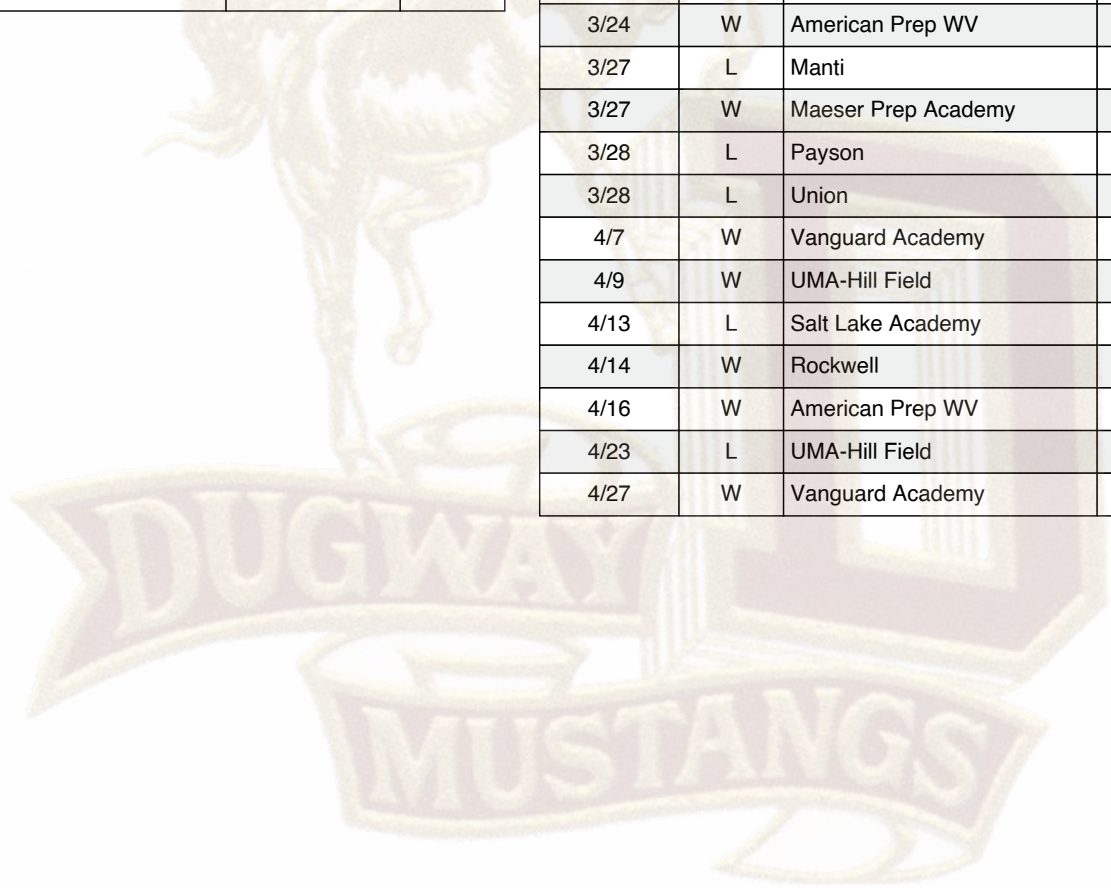 3/24 W American Prep WV
3/27 L Manti
3/27 W Maeser Prep Academy
3/28 L Payson
3/28 L Union
4/7 W Vanguard Academy
4/9 W UMA-Hill Field
4/13 L Salt Lake Academy
4/14 W Rockwell
4/16 W American Prep WV
4/23 L UMA-Hill Field
4/27 W Vanguard Academy
D
DUGWAY
MUSTANGS